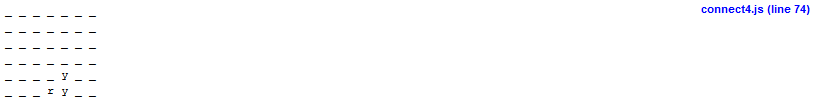 _ _ _ _ _ _ _ connect4.js (line 74)
_ _ _ _ _ _ _
_ _ _ _ _ _ _
_ _ _ _ _ _ _
_ _ _ _ y _ _
_ _ _ r y _ _